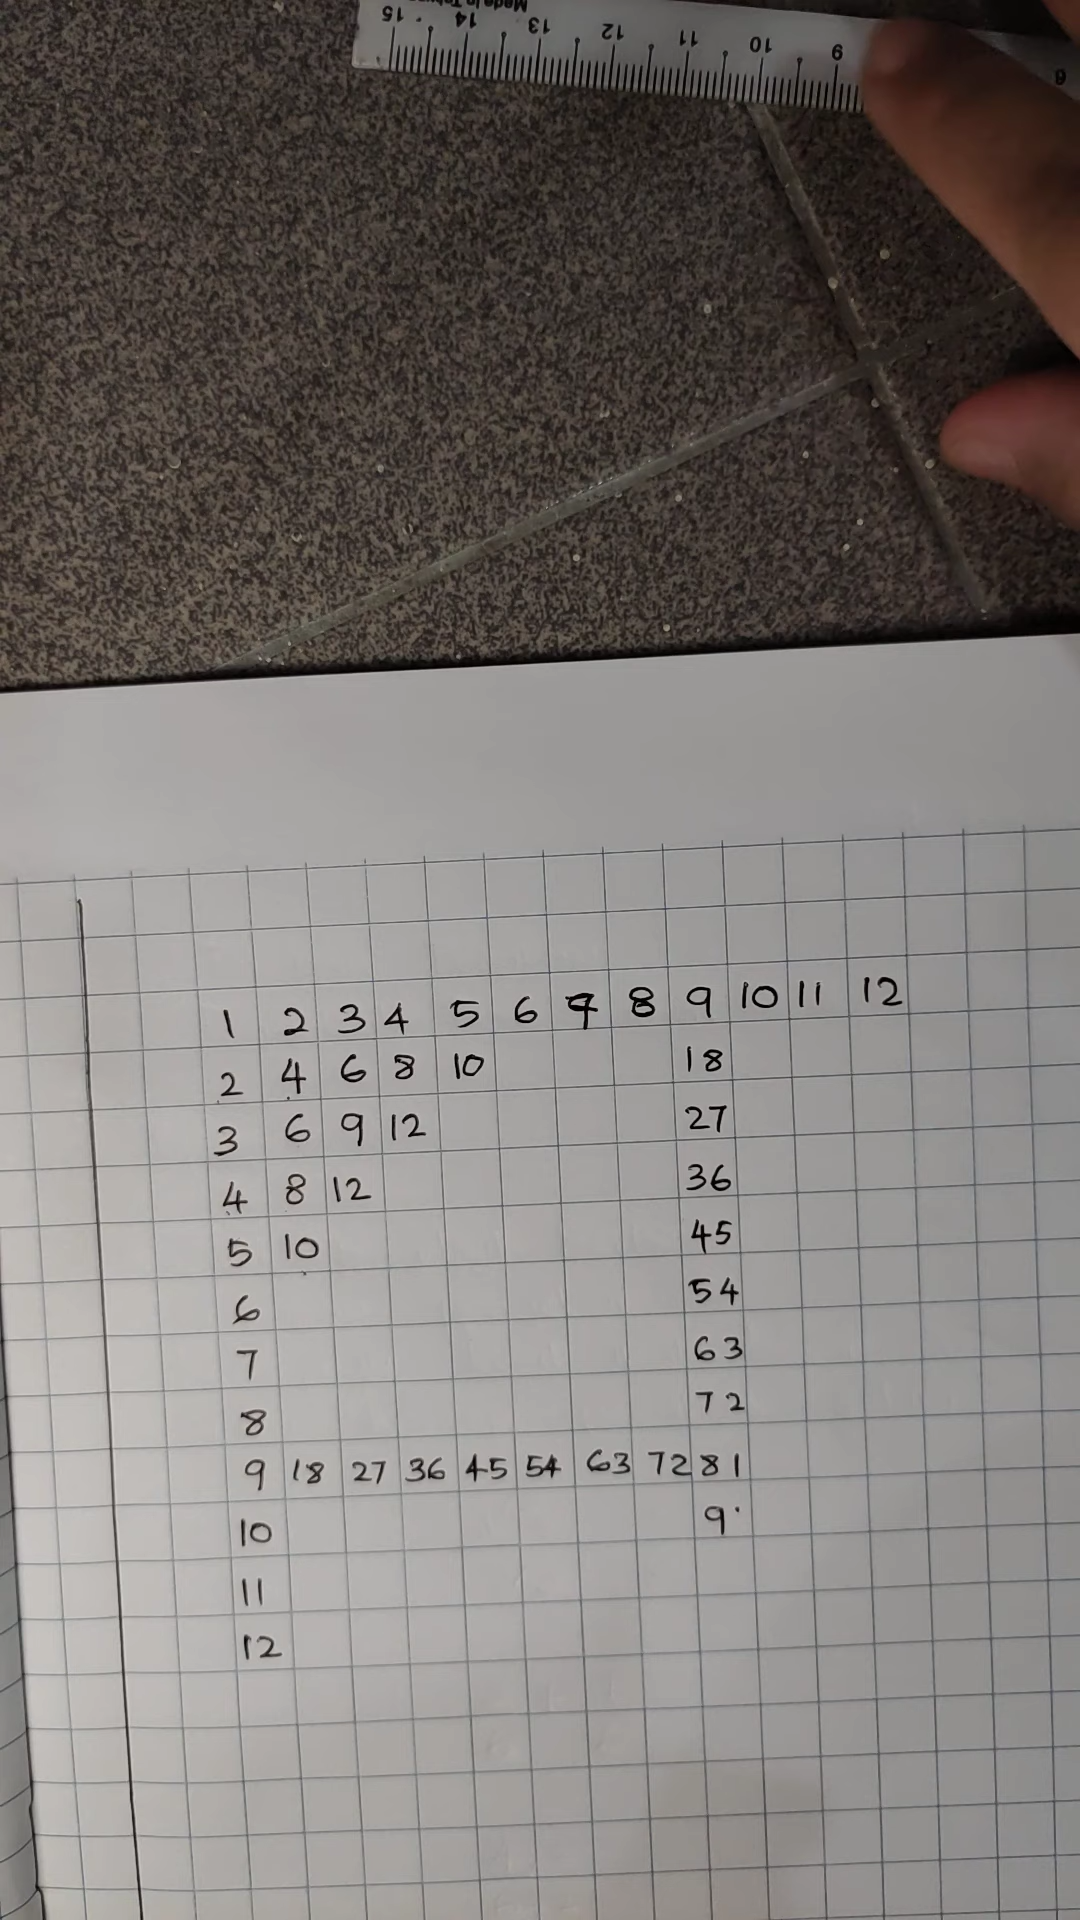 15 14 13 12 11 10 9 8
Made in
1 2 3 4 5 6 7 8 9 10 11 12
2 4 6 8 10 18
3 6 9 12 27
4 8 12 36
5 10 45
6 54
7 63
8 72
9 18 27 36 45 54 63 72 81
10 9
11
12